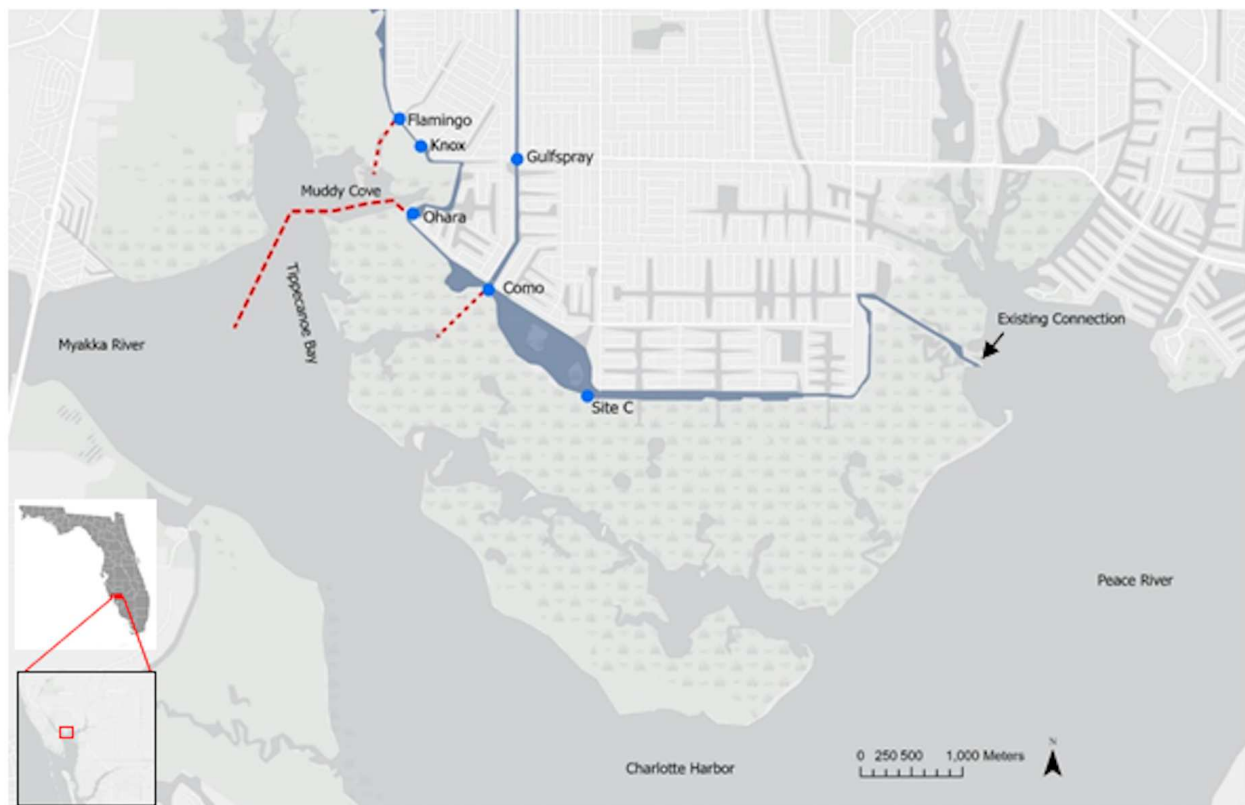 Flamingo
Knox
Gulfspray
Muddy Cove
Ohara
Tippecanoe Bay
Como
Existing Connection
Myakka River
Site C
Peace River
N
0 250 500 1,000 Meters
Charlotte Harbor